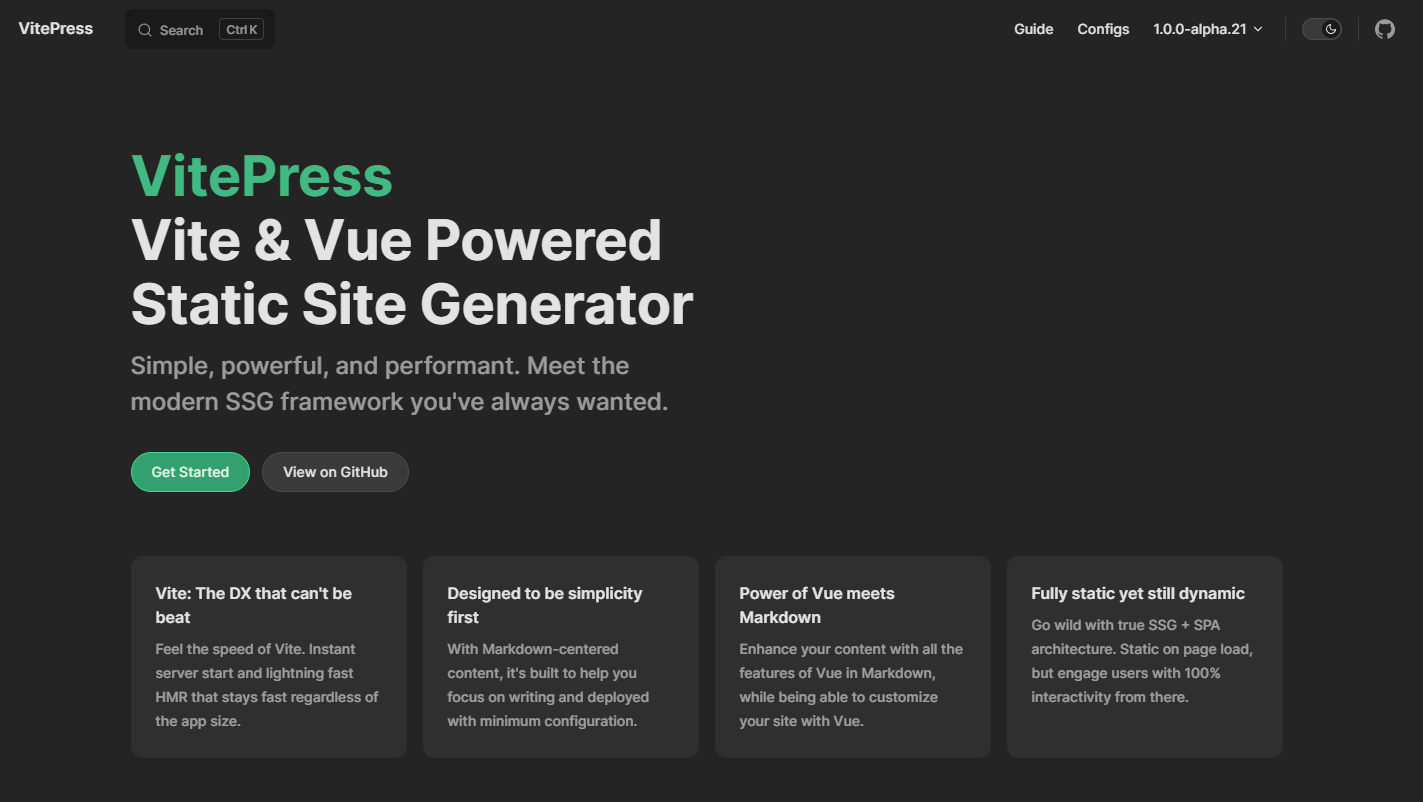 VitePress
Search Ctrl K
Guide Configs 1.0.0-alpha.21
VitePress
Vite & Vue Powered
Static Site Generator
Simple, powerful, and performant. Meet the
modern SSG framework you've always wanted.
Get Started
View on GitHub
Vite: The DX that can't be
beat
Feel the speed of Vite. Instant
server start and lightning fast
HMR that stays fast regardless of
the app size.
Designed to be simplicity
first
With Markdown-centered
content, it's built to help you
focus on writing and deployed
with minimum configuration.
Power of Vue meets
Markdown
Enhance your content with all the
features of Vue in Markdown,
while being able to customize
your site with Vue.
Fully static yet still dynamic
Go wild with true SSG + SPA
architecture. Static on page load,
but engage users with 100%
interactivity from there.